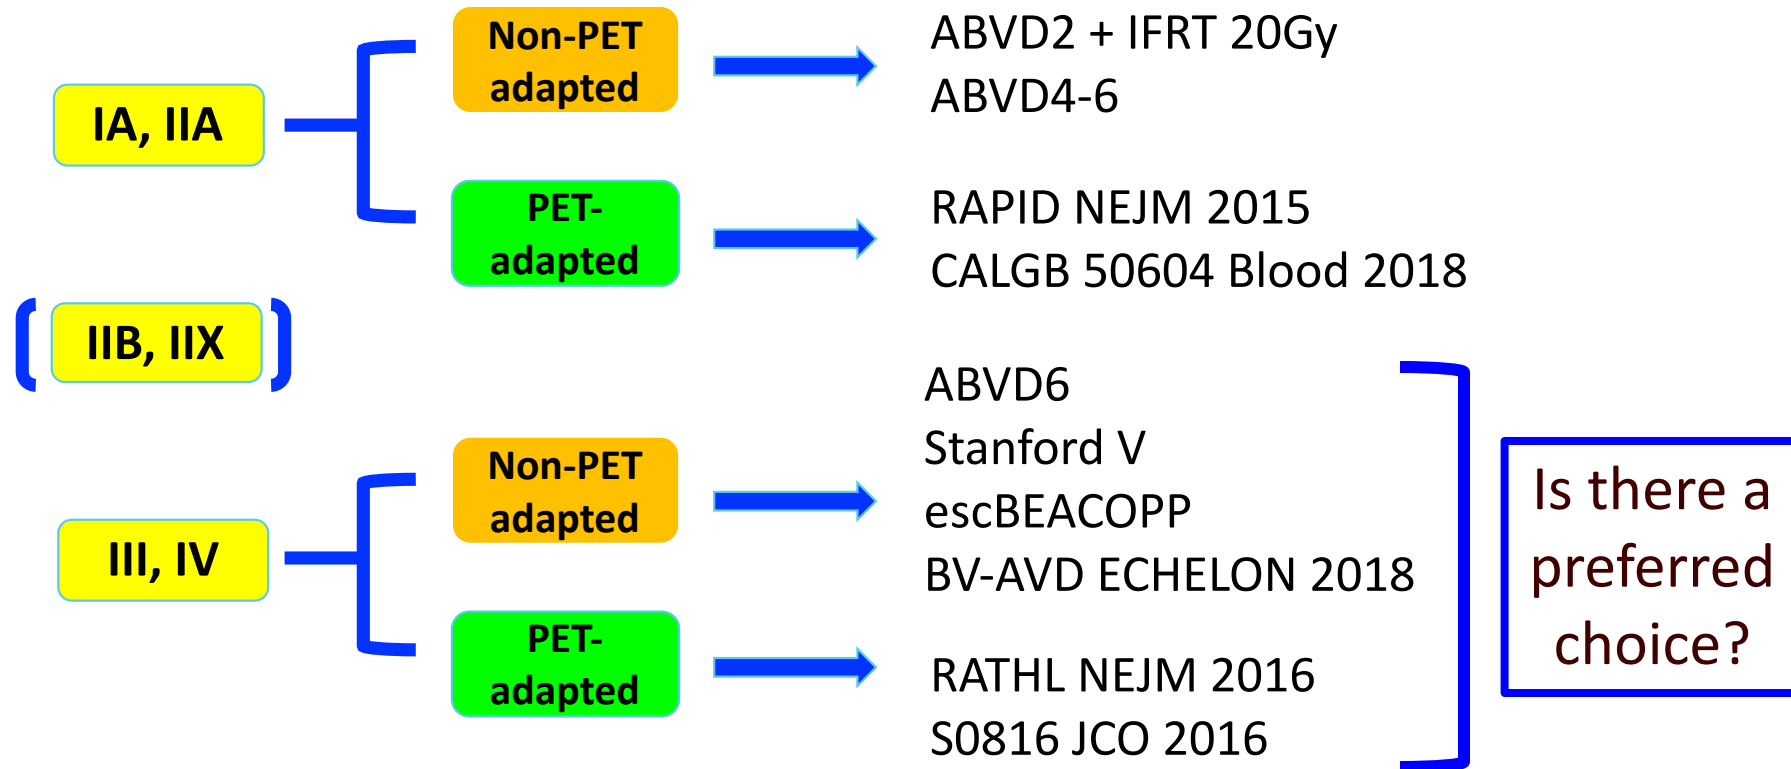 IA, IIA
Non-PET
adapted
ABVD2 + IFRT 20Gy
ABVD4-6
PET-
adapted
RAPID NEJM 2015
CALGB 50604 Blood 2018
IIB, IIX
III, IV
Non-PET
adapted
ABVD6
Stanford V
escBEACOPP
BV-AVD ECHELON 2018
PET-
adapted
RATHL NEJM 2016
S0816 JCO 2016
Is there a
preferred
choice?